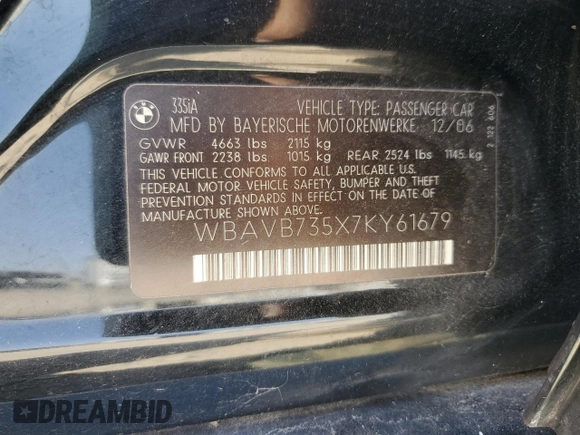 BMW
335iA VEHICLE TYPE: PASSENGER CAR
MFD BY BAYERISCHE MOTORENWERKE 12/06
GVWR 4663 lbs 2115 kg
GAWR FRONT 2238 lbs 1015 kg REAR 2524 lbs 1145 kg
THIS VEHICLE CONFORMS TO ALL APPLICABLE
FEDERAL MOTOR VEHICLE SAFETY, BUMPER AND THEFT
PREVENTION STANDARDS IN EFFECT ON THE DATE OF
MANUFACTURE SHOWN ABOVE.
WBAVB735X7KY61679
DREAMBID